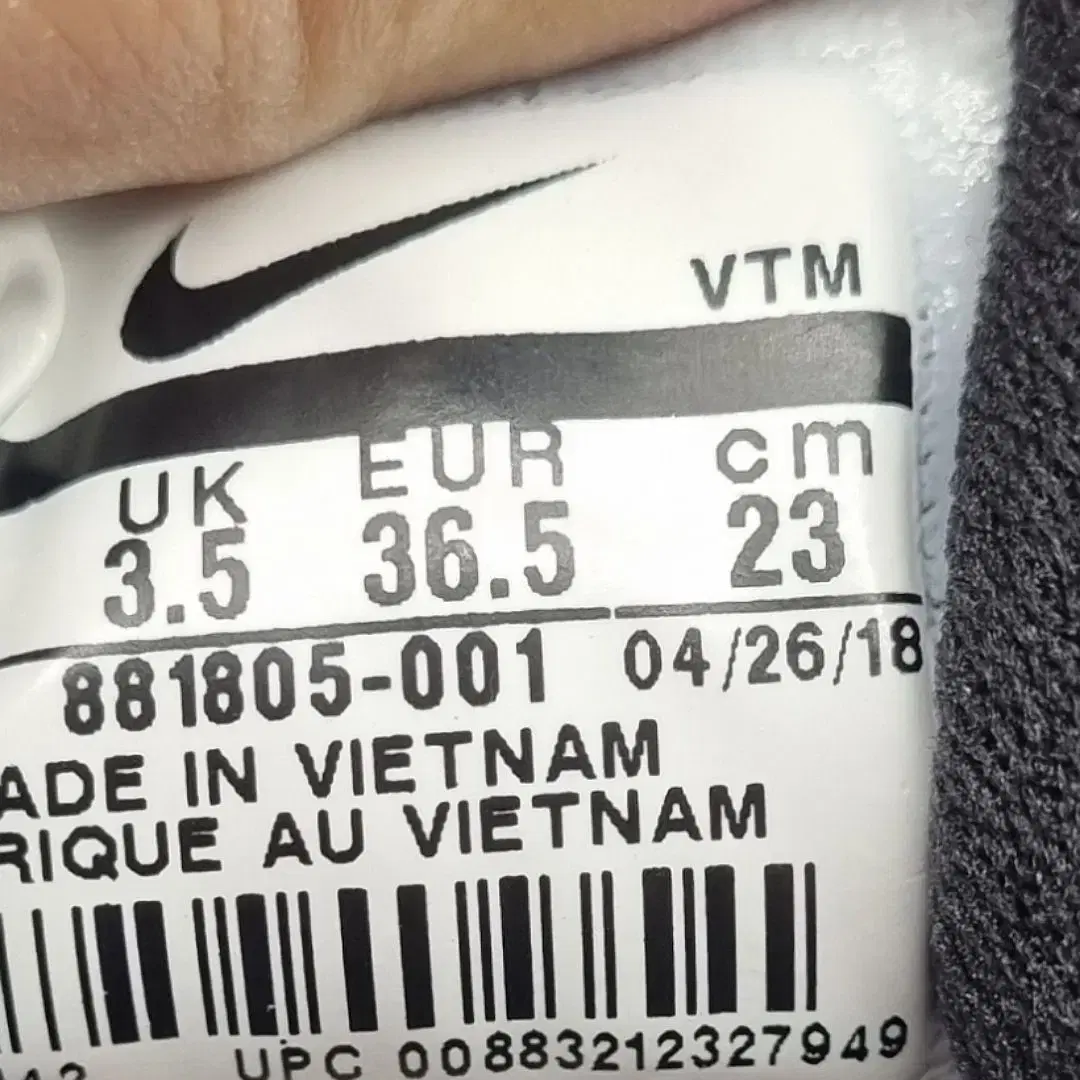 VTM
UK EUR cm
3.5 36.5 23
881805-001 04/26/18
ADE IN VIETNAM
RIQUE AU VIETNAM
UPC 00883212327949